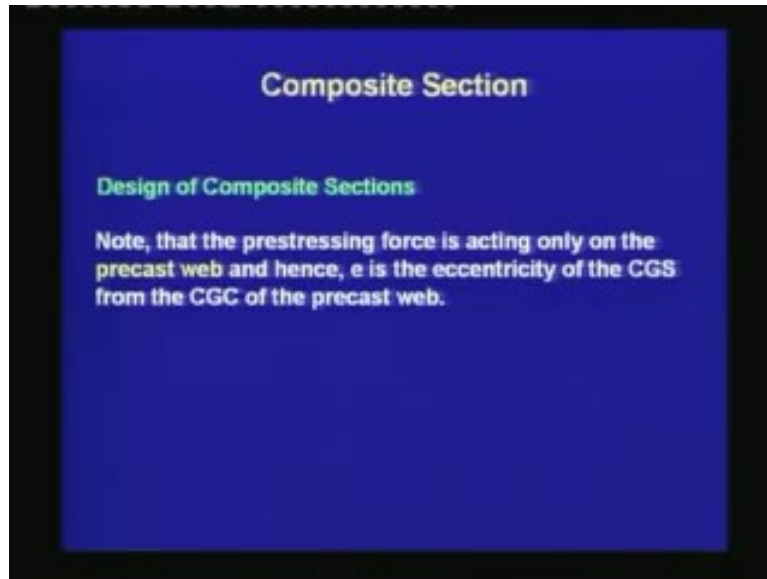 Composite Section
Design of Composite Sections
Note, that the prestressing force is acting only on the
precast web and hence, e is the eccentricity of the CGS
from the CGC of the precast web.